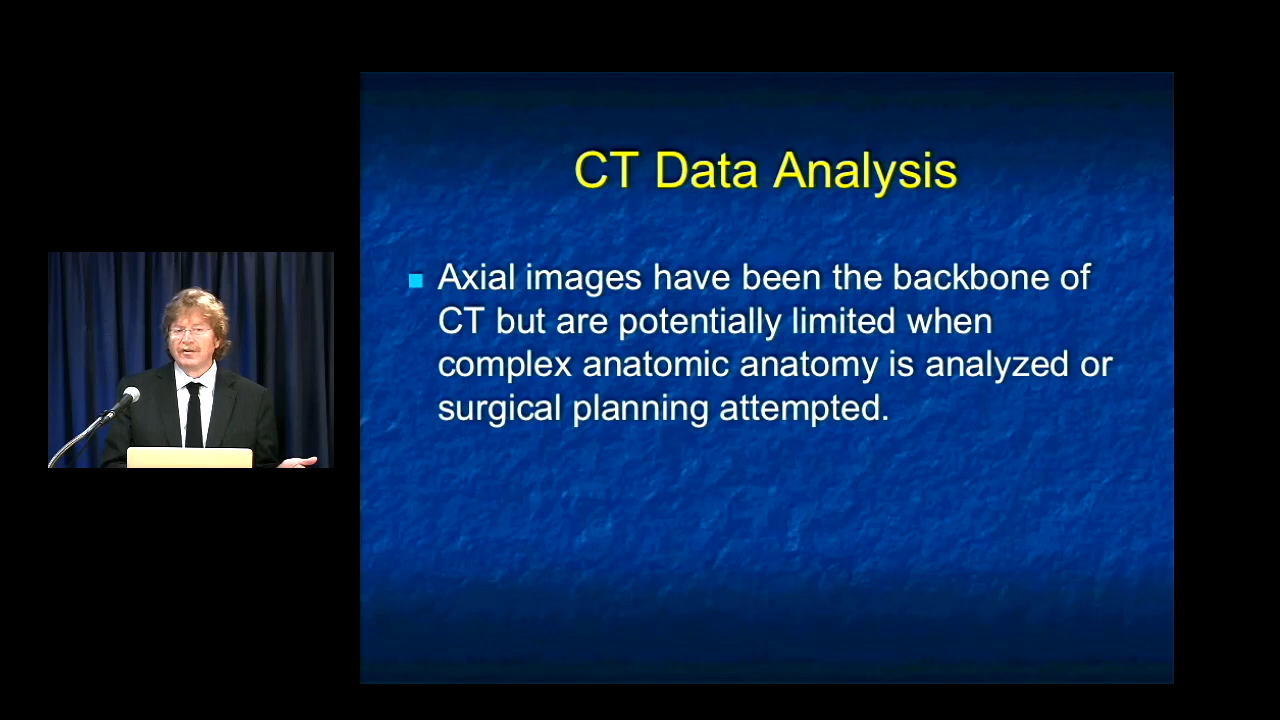 CT Data Analysis
Axial images have been the backbone of
CT but are potentially limited when
complex anatomic anatomy is analyzed or
surgical planning attempted.